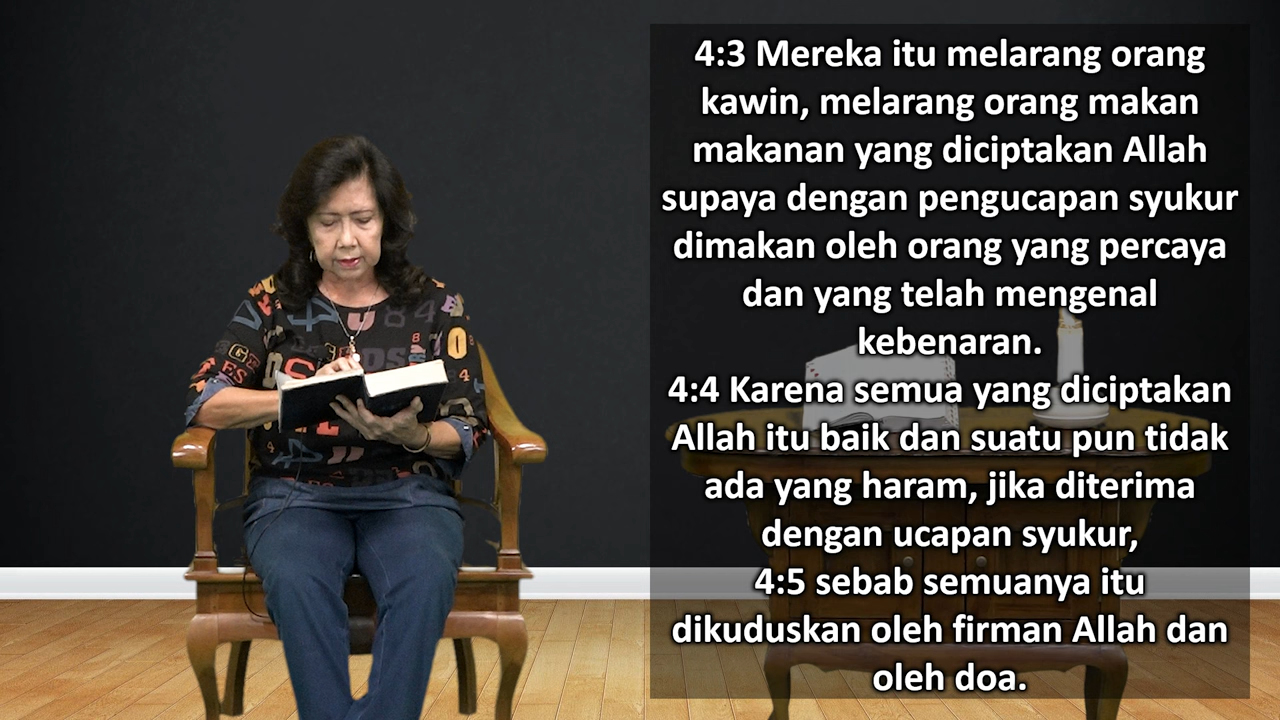 4:3 Mereka itu melarang orang
kawin, melarang orang makan
makanan yang diciptakan Allah
supaya dengan pengucapan syukur
dimakan oleh orang yang percaya
dan yang telah mengenal
kebenaran.
4:4 Karena semua yang diciptakan
Allah itu baik dan suatu pun tidak
ada yang haram, jika diterima
dengan ucapan syukur,
4:5 sebab semuanya itu
dikuduskan oleh firman Allah dan
oleh doa.